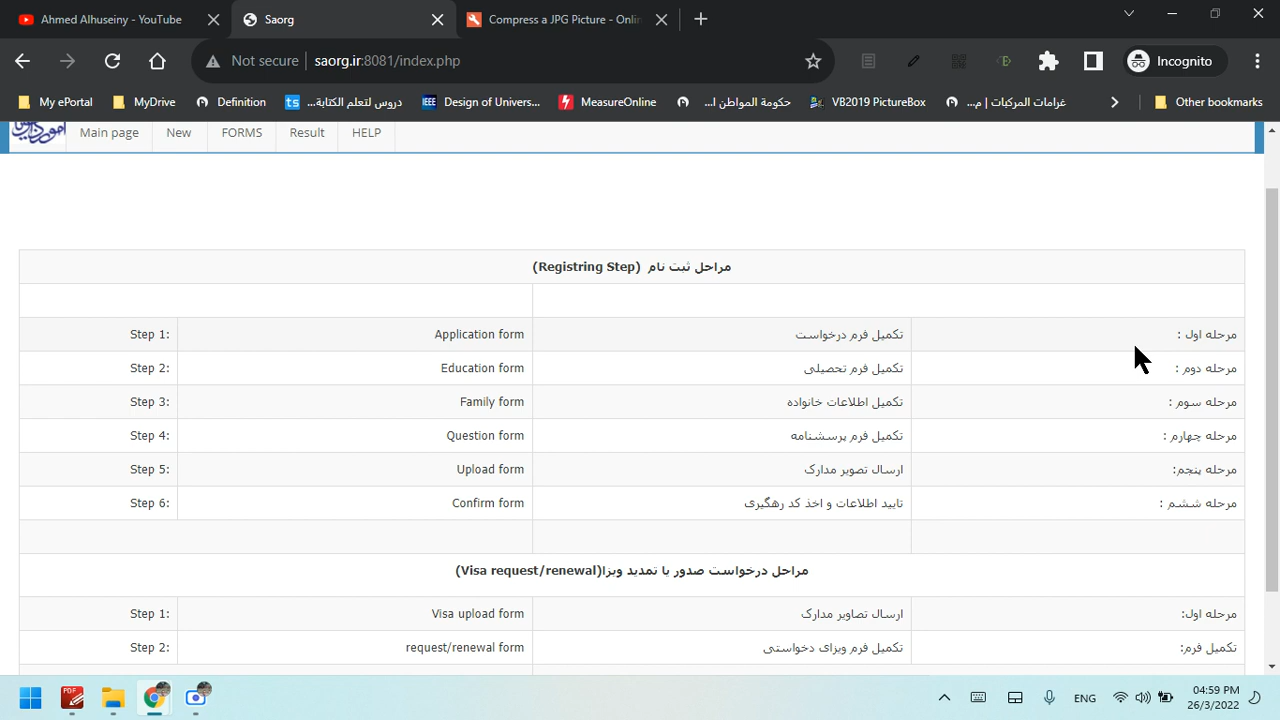 Ahmed Alhuseiny - YouTube
Saorg
Compress a JPG Picture - Onlin
Not secure
saorg.ir:8081/index.php
Incognito
My ePortal
MyDrive
Definition
دروس لتعلم الكتابة...
Design of Univers...
MeasureOnline
حكومة المواطن ا...
VB2019 PictureBox
غرامات المركبات | م...
Other bookmarks
Main page
New
FORMS
Result
HELP
مراحل ثبت نام (Registring Step)
Step 1: Application form تکمیل فرم درخواست مرحله اول :
Step 2: Education form تکمیل فرم تحصیلی مرحله دوم :
Step 3: Family form تکمیل اطلاعات خانواده مرحله سوم :
Step 4: Question form تکمیل فرم پرسشنامه مرحله چهارم :
Step 5: Upload form ارسال تصویر مدارک مرحله پنجم:
Step 6: Confirm form تایید اطلاعات و اخذ کد رهگیری مرحله ششم :
مراحل درخواست صدور یا تمدید ویزا(Visa request/renewal)
Step 1: Visa upload form ارسال تصاویر مدارک مرحله اول:
Step 2: request/renewal form تکمیل فرم ویزای دخواستی تکمیل فرم:
PDF
ENG
04:59 PM
26/3/2022